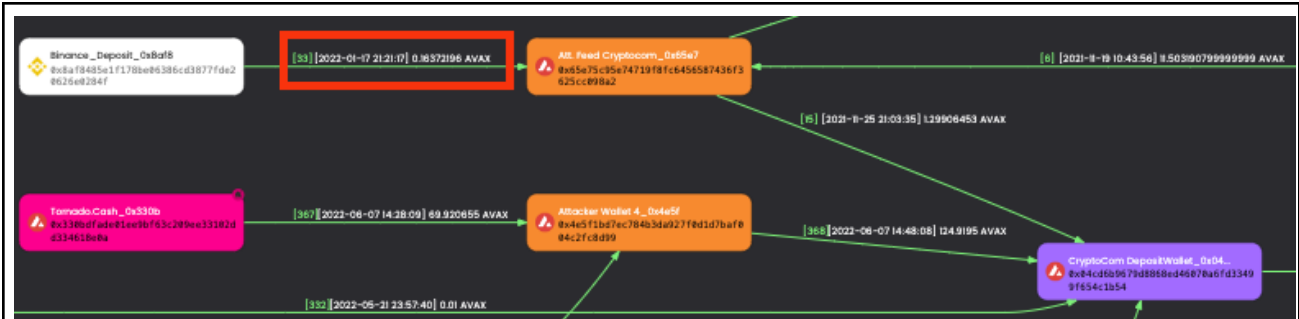 Binance_Deposit_0x8af8
0x8af8485e1f178be06386cd3877fde2
0626e0284f
[33] [2022-01-17 21:21:17] 0.16372196 AVAX
Att. Feed Cryptocom_0x65e7
0x65e75c95e74719f8fc6456587436f3
625cc098a2
[6] [2021-11-19 10:43:56] 11.503190799999999 AVAX
[15] [2021-11-25 21:03:35] 1.29906453 AVAX
Tornado.Cash_0x330b
d334618e0a
[367][2022-06-07 14:28:09] 69.920655 AVAX
Attacker Wallet 4_0x4e5f
0x4e5f1bd7ec784b3da927f0d1d7baf0
04c2fc8d99
[368][2022-06-07 14:48:08] 124.9195 AVAX
CryptoCom DepositWallet_0x04...
0x04cd6b9679d8868ed46070a6fd3349
9f654c1b54
[332][2022-05-21 23:57:40] 0.01 AVAX